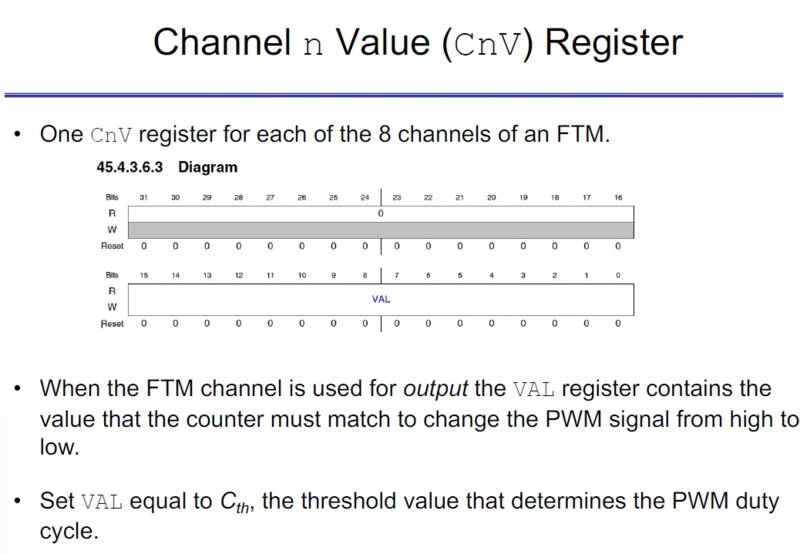 Channel n Value (CnV) Register
• One CnV register for each of the 8 channels of an FTM.
45.4.3.6.3 Diagram
Bits 31 30 29 28 27 26 25 24 23 22 21 20 19 18 17 16
R 0
W
Reset 0 0 0 0 0 0 0 0 0 0 0 0 0 0 0 0
Bits 15 14 13 12 11 10 9 8 7 6 5 4 3 2 1 0
R
VAL
W
Reset 0 0 0 0 0 0 0 0 0 0 0 0 0 0 0 0
• When the FTM channel is used for output the VAL register contains the
value that the counter must match to change the PWM signal from high to
low.
• Set VAL equal to Cth, the threshold value that determines the PWM duty
cycle.